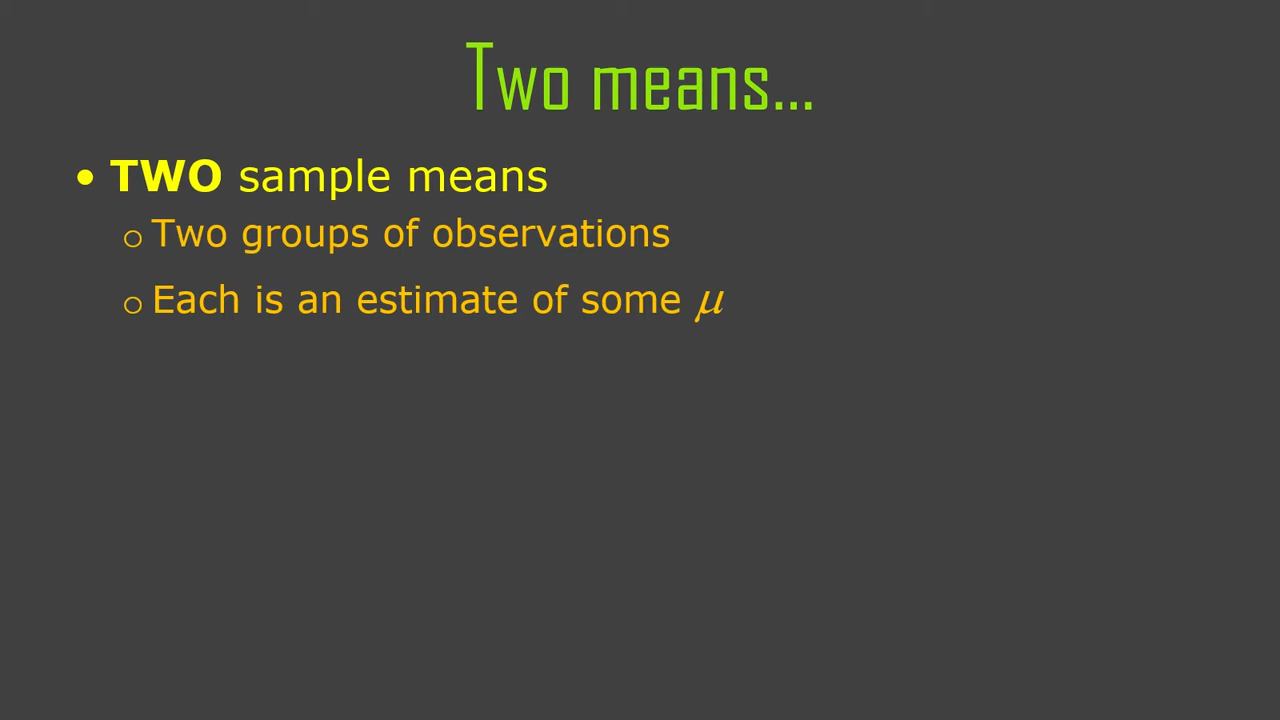 Two means...
• TWO sample means
o Two groups of observations
o Each is an estimate of some μ